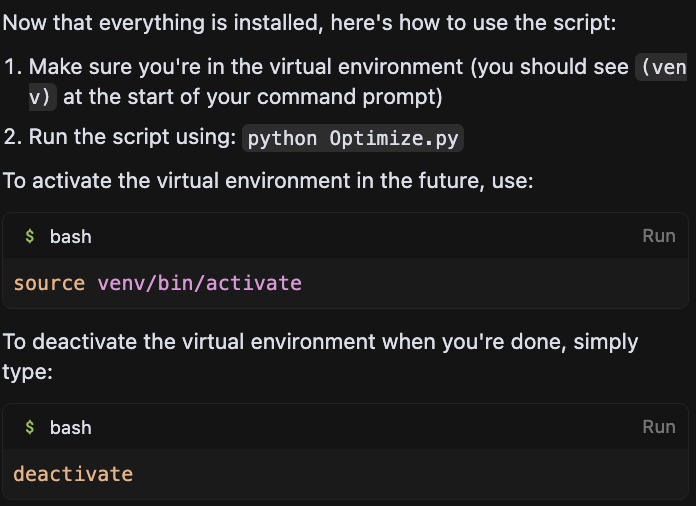 Now that everything is installed, here's how to use the script:
1. Make sure you're in the virtual environment (you should see (ven
v) at the start of your command prompt)
2. Run the script using: python Optimize.py
To activate the virtual environment in the future, use:
$ bash Run
source venv/bin/activate
To deactivate the virtual environment when you're done, simply
type:
$ bash Run
deactivate